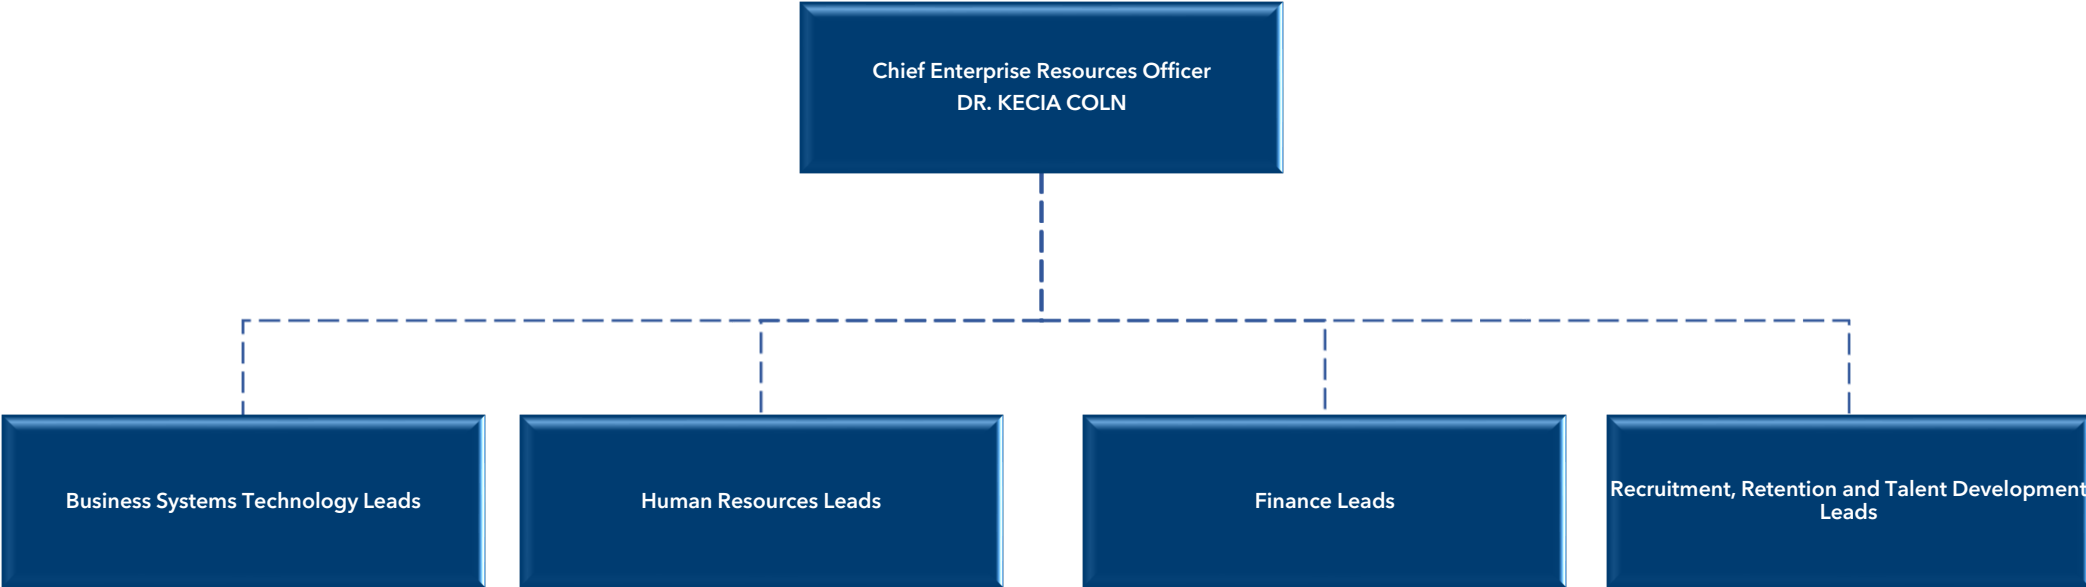 Chief Enterprise Resources Officer
DR. KECIA COLN
Business Systems Technology Leads
Human Resources Leads
Finance Leads
Recruitment, Retention and Talent Development
Leads